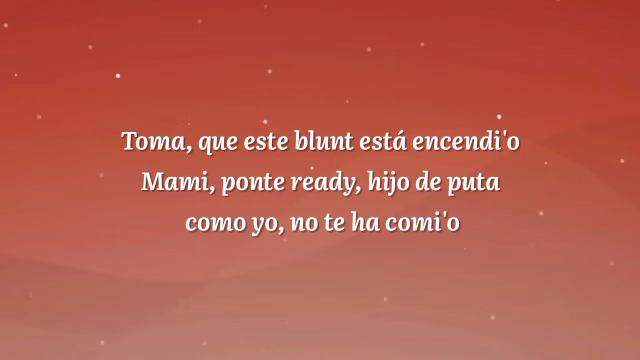 Toma, que este blunt está encendi'o
Mami, ponte ready, hijo de puta
como yo, no te ha comi'o